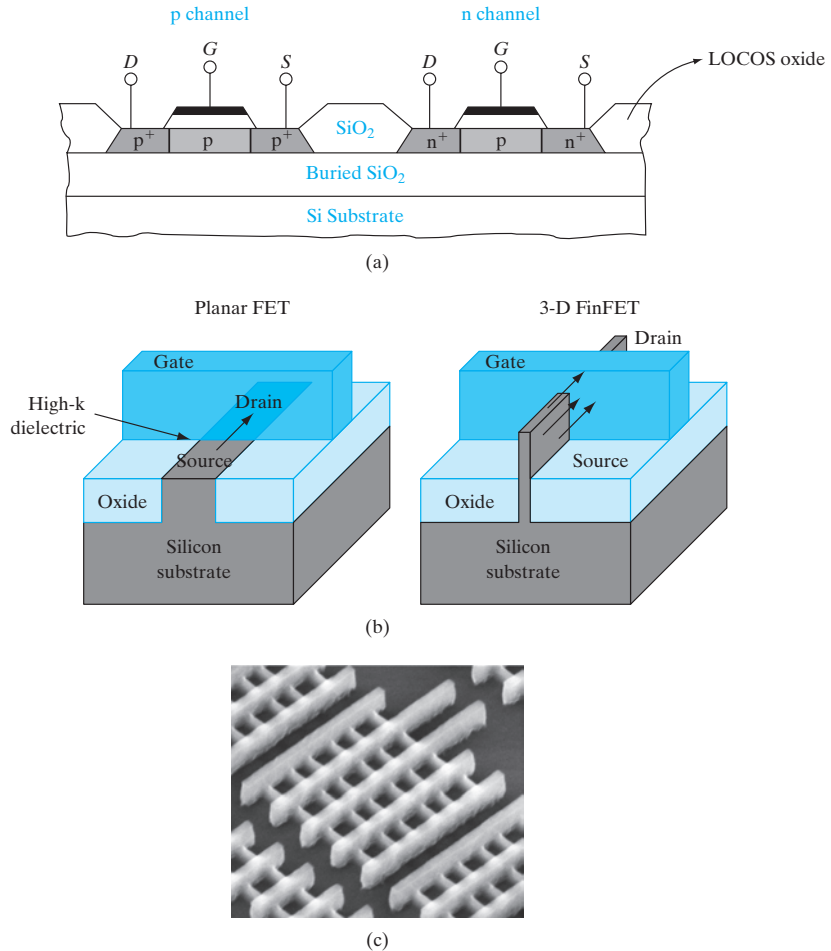 p channel
n channel
D
G
S
D
G
S
LOCOS oxide
SiO2
p+
p
p+
n+
p
n+
Buried SiO2
Si Substrate
(a)
Planar FET
3-D FinFET
Drain
Gate
Gate
High-k
dielectric
Drain
Source
Source
Oxide
Oxide
Silicon
substrate
Silicon
substrate
(b)
(c)